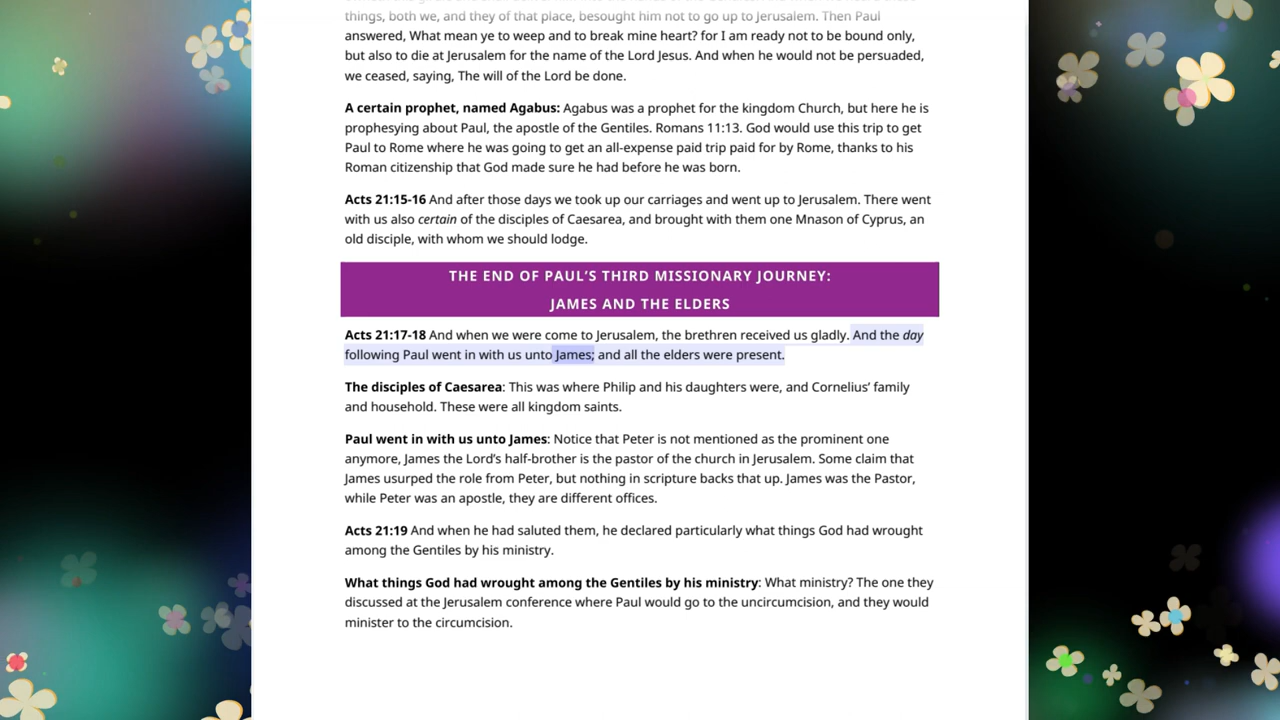 things, both we, and they of that place, besought him not to go up to Jerusalem. Then Paul
answered, What mean ye to weep and to break mine heart? for I am ready not to be bound only,
but also to die at Jerusalem for the name of the Lord Jesus. And when he would not be persuaded,
we ceased, saying, The will of the Lord be done.
A certain prophet, named Agabus: Agabus was a prophet for the kingdom Church, but here he is
prophesying about Paul, the apostle of the Gentiles. Romans 11:13. God would use this trip to get
Paul to Rome where he was going to get an all-expense paid trip paid for by Rome, thanks to his
Roman citizenship that God made sure he had before he was born.
Acts 21:15-16 And after those days we took up our carriages and went up to Jerusalem. There went
with us also certain of the disciples of Caesarea, and brought with them one Mnason of Cyprus, an
old disciple, with whom we should lodge.
THE END OF PAUL’S THIRD MISSIONARY JOURNEY:
JAMES AND THE ELDERS
Acts 21:17-18 And when we were come to Jerusalem, the brethren received us gladly. And the day
following Paul went in with us unto James; and all the elders were present.
The disciples of Caesarea: This was where Philip and his daughters were, and Cornelius’ family
and household. These were all kingdom saints.
Paul went in with us unto James: Notice that Peter is not mentioned as the prominent one
anymore, James the Lord’s half-brother is the pastor of the church in Jerusalem. Some claim that
James usurped the role from Peter, but nothing in scripture backs that up. James was the Pastor,
while Peter was an apostle, they are different offices.
Acts 21:19 And when he had saluted them, he declared particularly what things God had wrought
among the Gentiles by his ministry.
What things God had wrought among the Gentiles by his ministry: What ministry? The one they
discussed at the Jerusalem conference where Paul would go to the uncircumcision, and they would
minister to the circumcision.